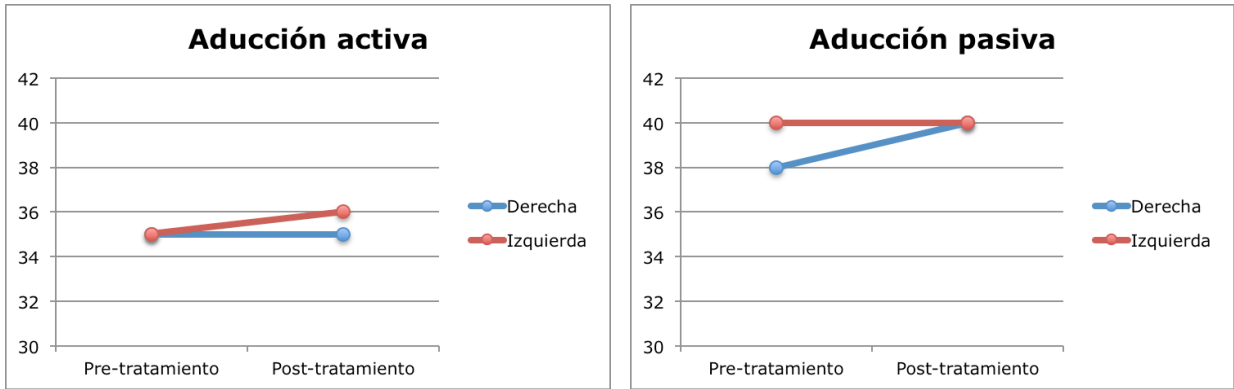 Aducción activa
42
40
38
36
34
32
30
Pre-tratamiento Post-tratamiento
Derecha
Izquierda
Aducción pasiva
42
40
38
36
34
32
30
Pre-tratamiento Post-tratamiento
Derecha
Izquierda